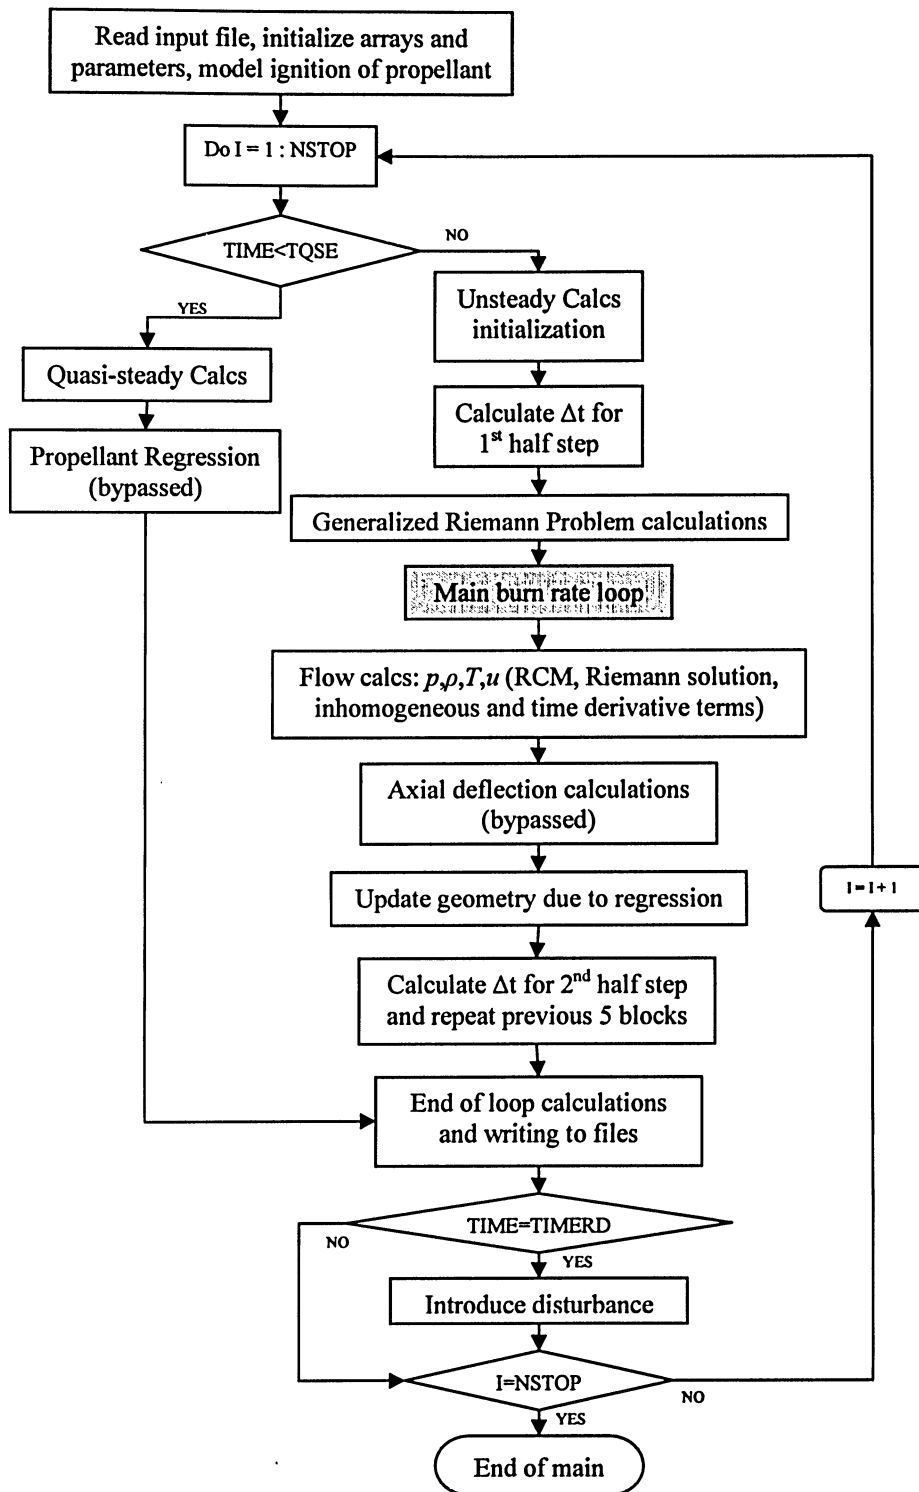 Read input file, initialize arrays and
parameters, model ignition of propellant
Do I = 1 : NSTOP
TIME<TQSE
NO
YES
Unsteady Calcs
initialization
Quasi-steady Calcs
Calculate Δt for
1st half step
Propellant Regression
(bypassed)
Generalized Riemann Problem calculations
Main burn rate loop
Flow calcs: p,ρ,T,u (RCM, Riemann solution,
inhomogeneous and time derivative terms)
Axial deflection calculations
(bypassed)
I = I + 1
Update geometry due to regression
Calculate Δt for 2nd half step
and repeat previous 5 blocks
End of loop calculations
and writing to files
TIME=TIMERD
NO
YES
Introduce disturbance
I=NSTOP
NO
YES
End of main